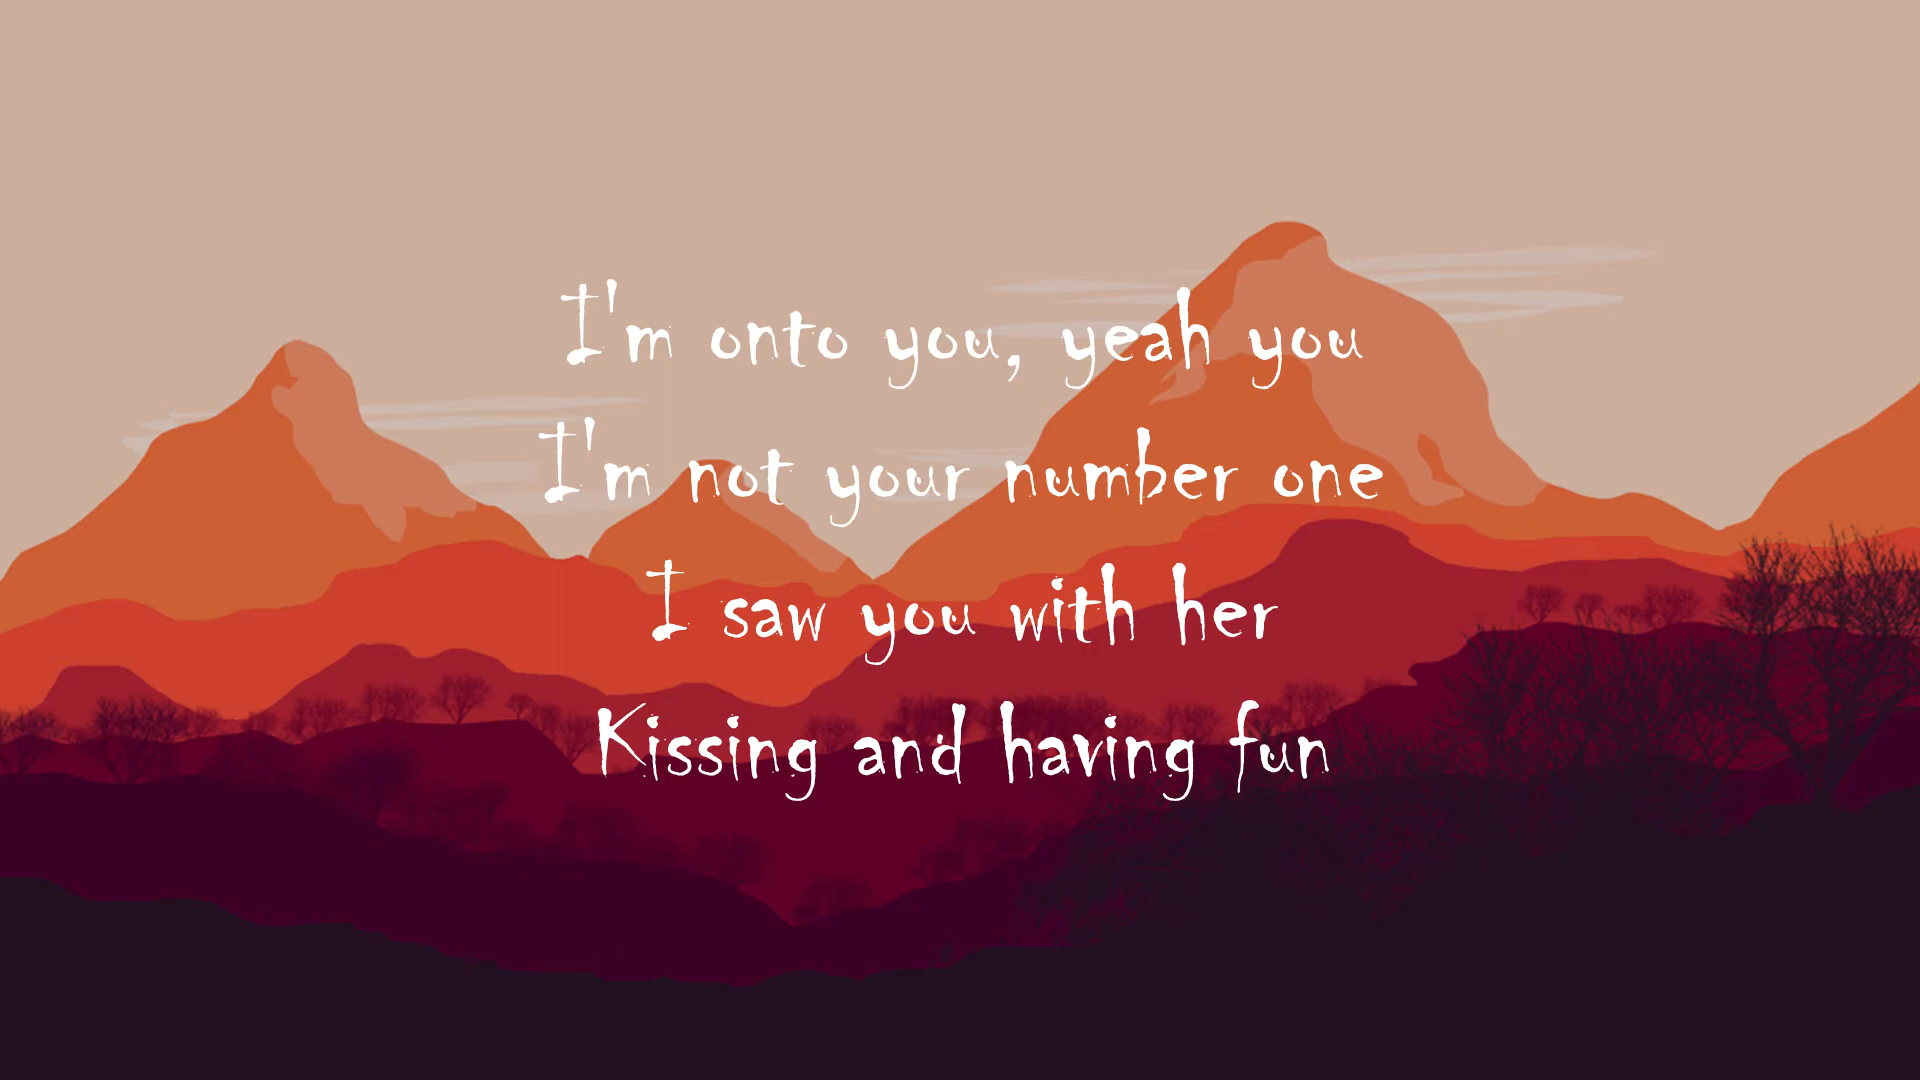 I'm onto you, yeah you
I'm not your number one
I saw you with her
Kissing and having fun